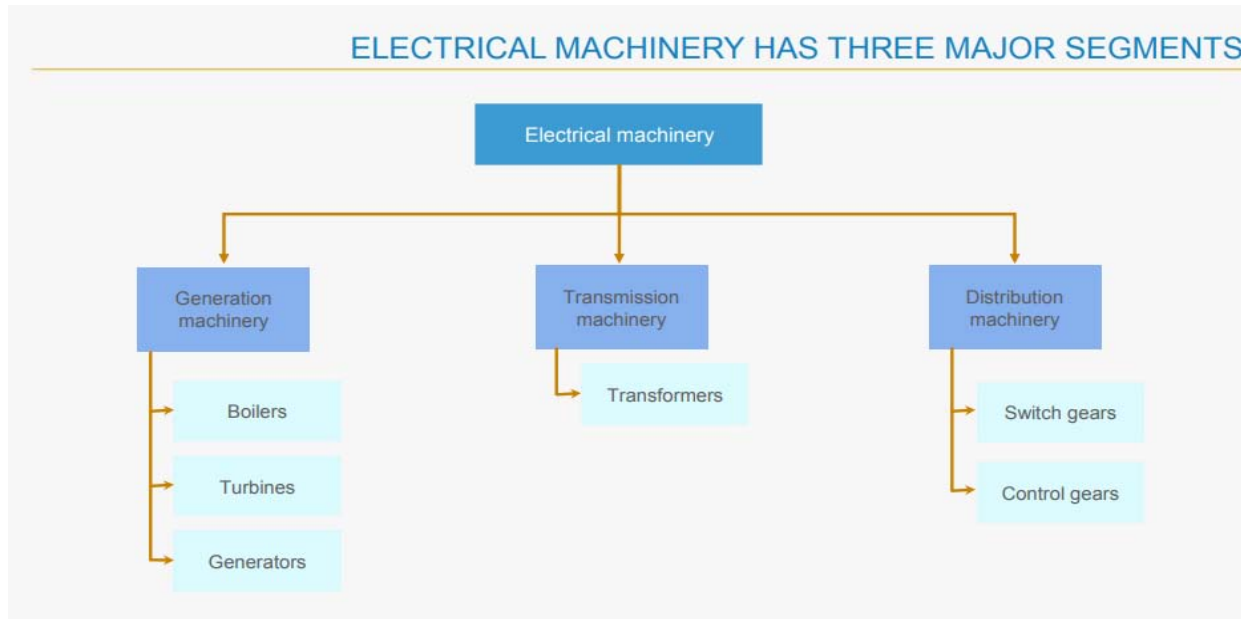 ELECTRICAL MACHINERY HAS THREE MAJOR SEGMENTS
Electrical machinery
Generation
machinery
Boilers
Turbines
Generators
Transmission
machinery
Transformers
Distribution
machinery
Switch gears
Control gears